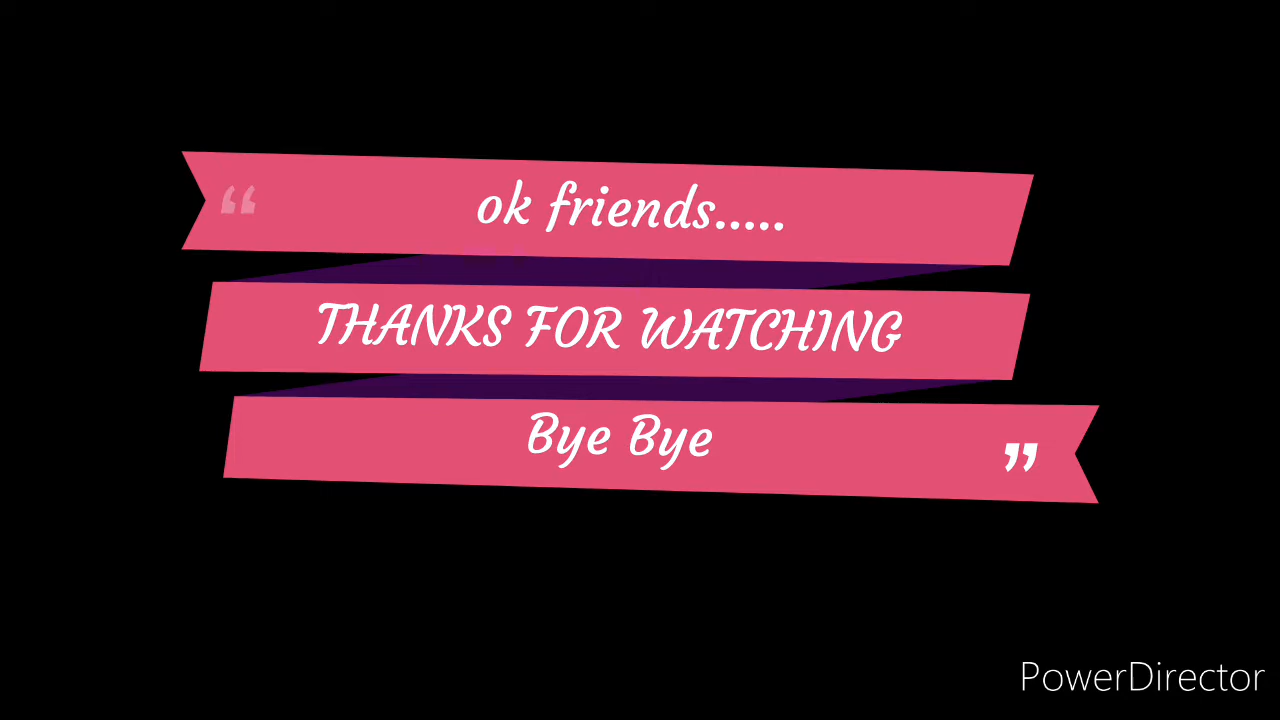 “
ok friends.....
THANKS FOR WATCHING
Bye Bye
”
PowerDirector